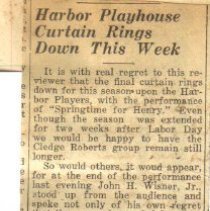 Harbor Playhouse
Curtain Rings
Down This Week
It is with real regret to this re-
viewer that the final curtain rings
down for this season upon the Har-
bor Players, with the performance
of "Springtime for Henry." Even
though the season was extended
for two weeks after Labor Day
we would be happy to have the
Cledge Roberts group remain still
longer.
So would others, it would appear,
for at the end of the performance
last evening John H. Wisner, Jr.,
stood up from the audience and
spoke not only of his own regret